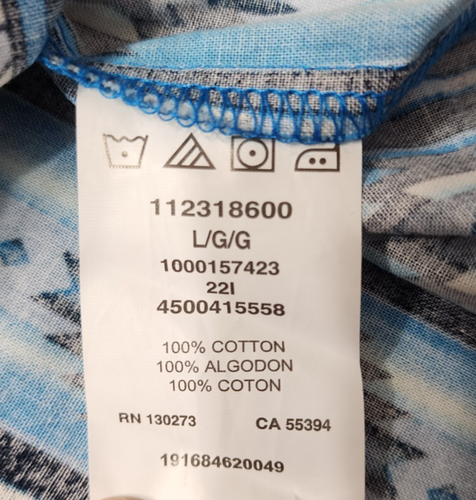 112318600
L/G/G
1000157423
22I
4500415558
100% COTTON
100% ALGODON
100% COTON
RN 130273 CA 55394
191684620049